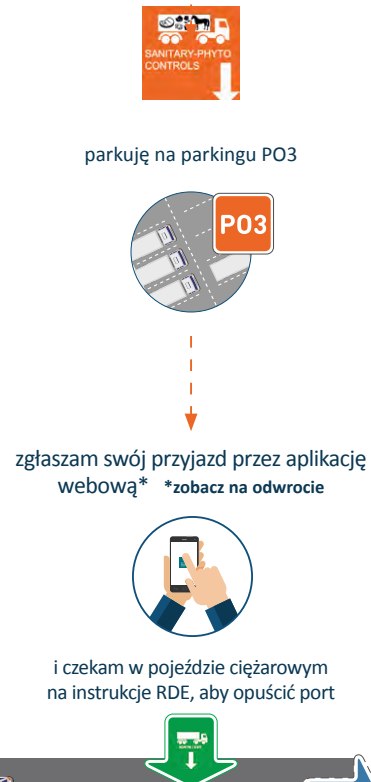 SANITARY-PHYTO
CONTROLS
parkuję na parkingu PO3
PO3
zgłaszam swój przyjazd przez aplikację
webową* *zobacz na odwrocie
i czekam w pojeździe ciężarowym
na instrukcje RDE, aby opuścić port